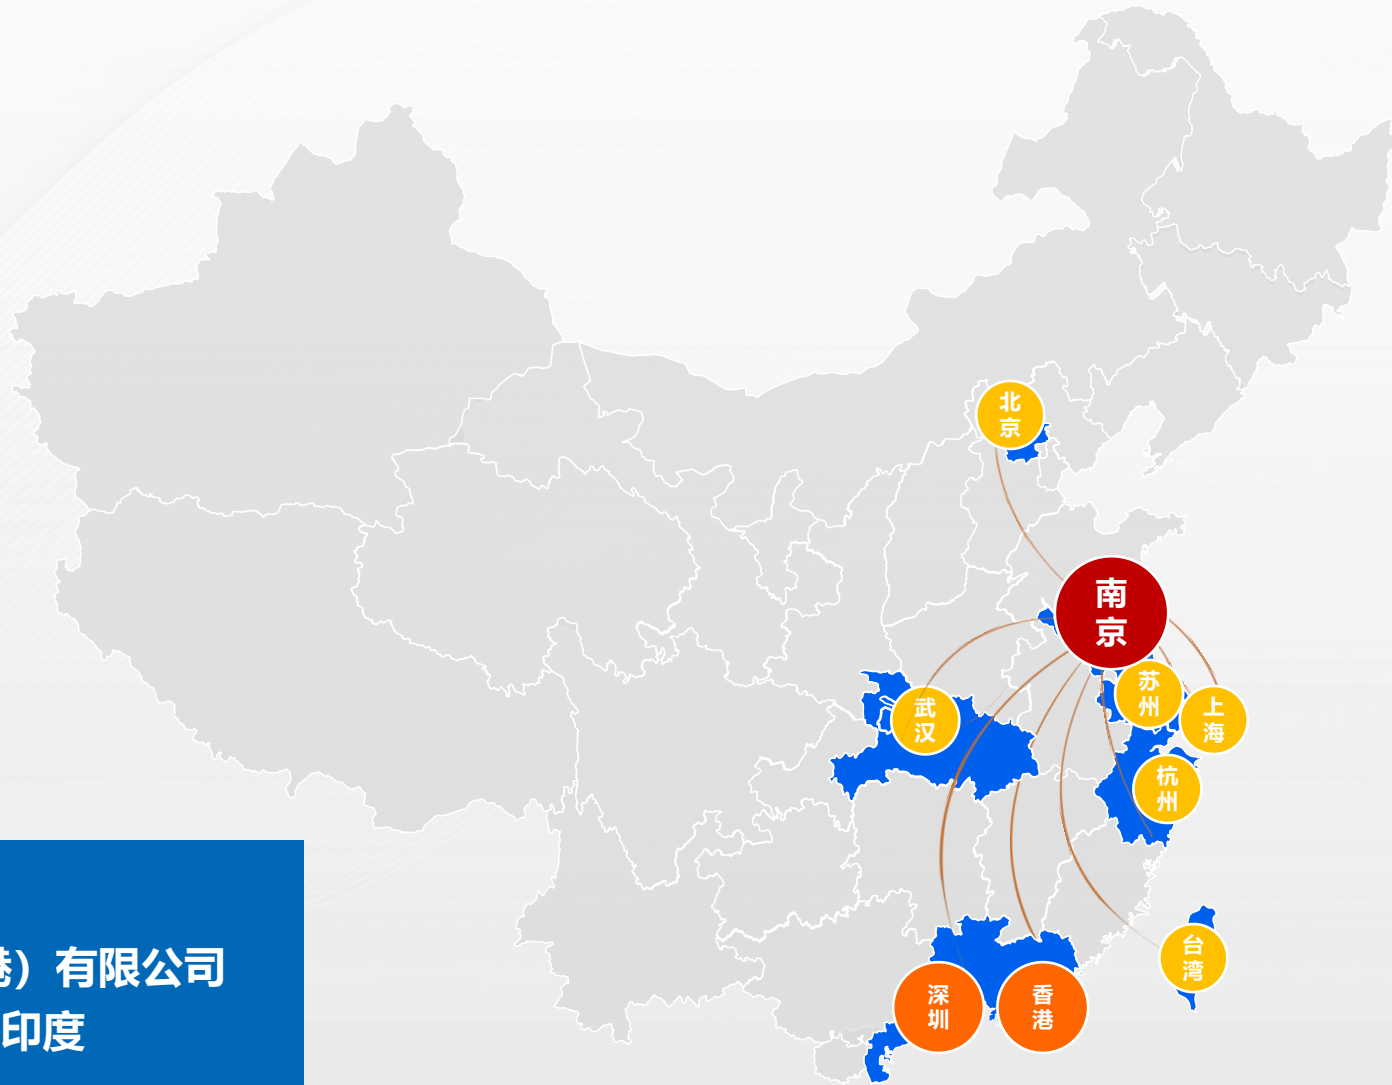 北京
南京
苏州
武汉
上海
杭州
台湾
深圳
香港
港）有限公司
印度